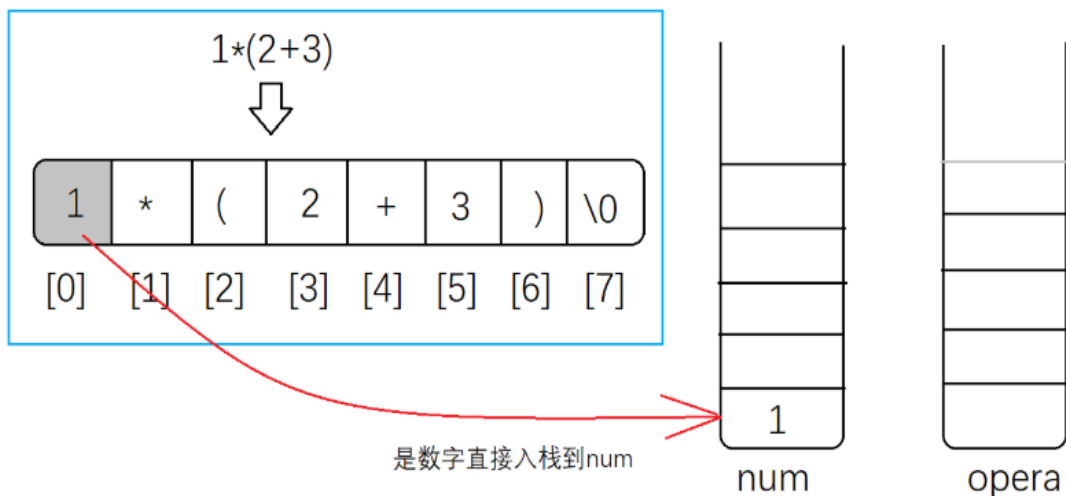 1*(2+3)
1 * ( 2 + 3 ) \0
[0] [1] [2] [3] [4] [5] [6] [7]
1
是数字直接入栈到num
num opera